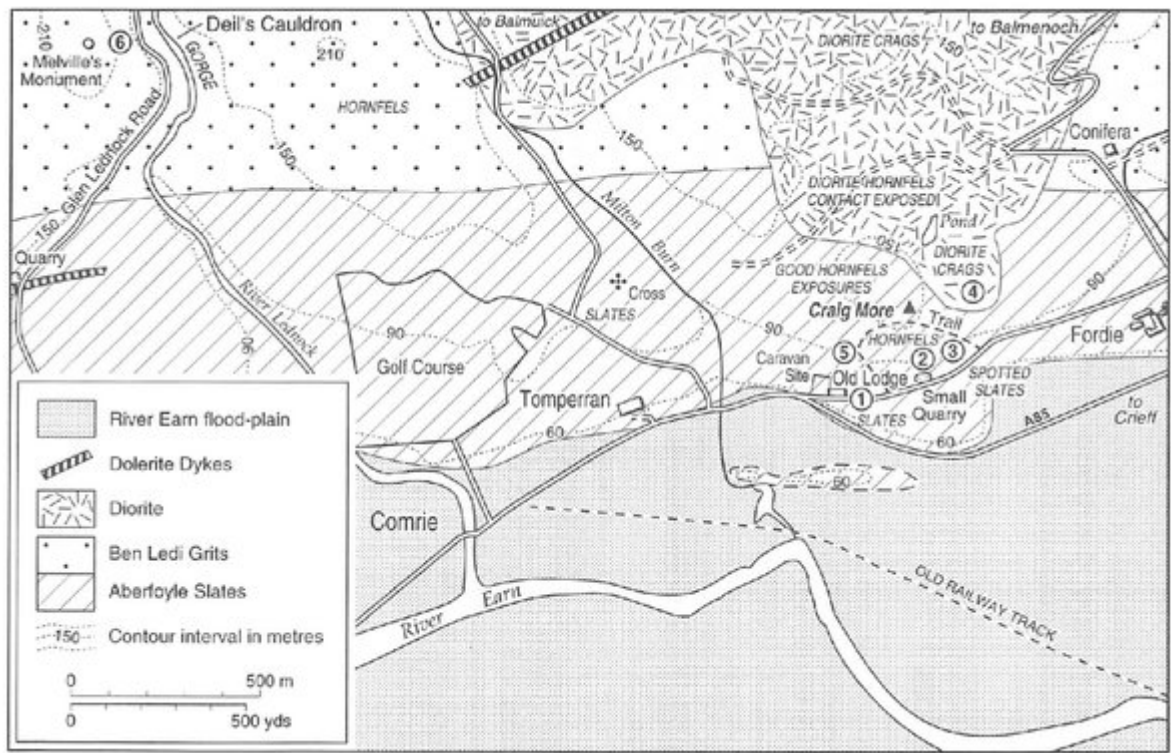 210
6
Melville's
Monument
Deil's Cauldron
GORGE
210
to Balmuick
DIORITE CRAGS
150
to Balmenoch
HORNFELS
150
150
Conifera
Glen Lednock Road
150
Quarry
DIORITE HORNFELS
CONTACT EXPOSED
Pond
150
DIORITE
CRAGS
4
Milton Burn
GOOD HORNFELS
EXPOSURES
90
River Lednock
90
Cross
SLATES
90
Craig More
Trail
Fordie
90
Golf Course
HORNFELS
5
2
3
Caravan
Site
Old Lodge
1
SPOTTED
SLATES
Small
Quarry
SLATES
Tomperran
60
60
A85
to
Crieff
60
Comrie
River Earn
OLD RAILWAY TRACK
River Earn flood-plain
Dolerite Dykes
Diorite
Ben Ledi Grits
Aberfoyle Slates
150 Contour interval in metres
0 500 m
0 500 yds